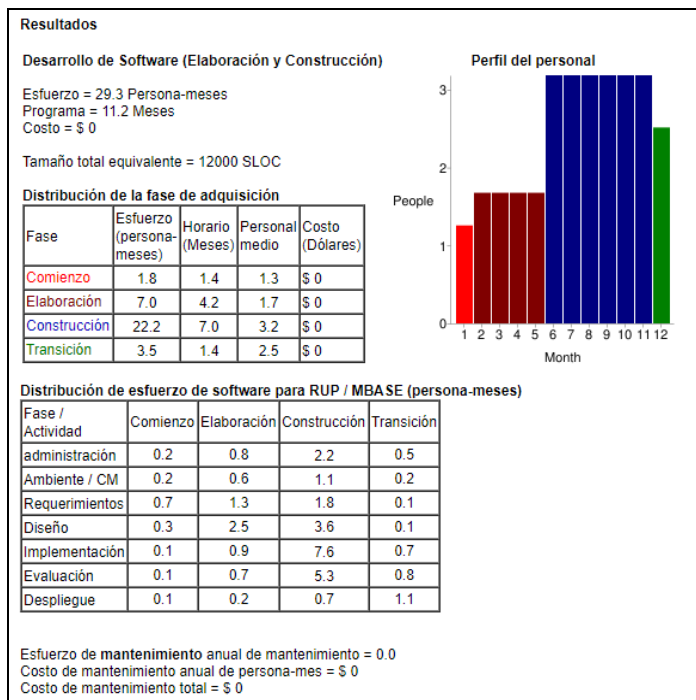 Resultados
Desarrollo de Software (Elaboración y Construcción)
Esfuerzo = 29.3 Persona-meses
Programa = 11.2 Meses
Costo = $ 0
Tamaño total equivalente = 12000 SLOC
Distribución de la fase de adquisición
Fase Esfuerzo (persona-meses) Horario (Meses) Personal medio Costo (Dólares)
Comienzo 1.8 1.4 1.3 $ 0
Elaboración 7.0 4.2 1.7 $ 0
Construcción 22.2 7.0 3.2 $ 0
Transición 3.5 1.4 2.5 $ 0
Perfil del personal
3
2
People
1
0
1 2 3 4 5 6 7 8 9 10 11 12
Month
Distribución de esfuerzo de software para RUP / MBASE (persona-meses)
Fase / Actividad Comienzo Elaboración Construcción Transición
administración 0.2 0.8 2.2 0.5
Ambiente / CM 0.2 0.6 1.1 0.2
Requerimientos 0.7 1.3 1.8 0.1
Diseño 0.3 2.5 3.6 0.1
Implementación 0.1 0.9 7.6 0.7
Evaluación 0.1 0.7 5.3 0.8
Despliegue 0.1 0.2 0.7 1.1
Esfuerzo de mantenimiento anual de mantenimiento = 0.0
Costo de mantenimiento anual de persona-mes = $ 0
Costo de mantenimiento total = $ 0